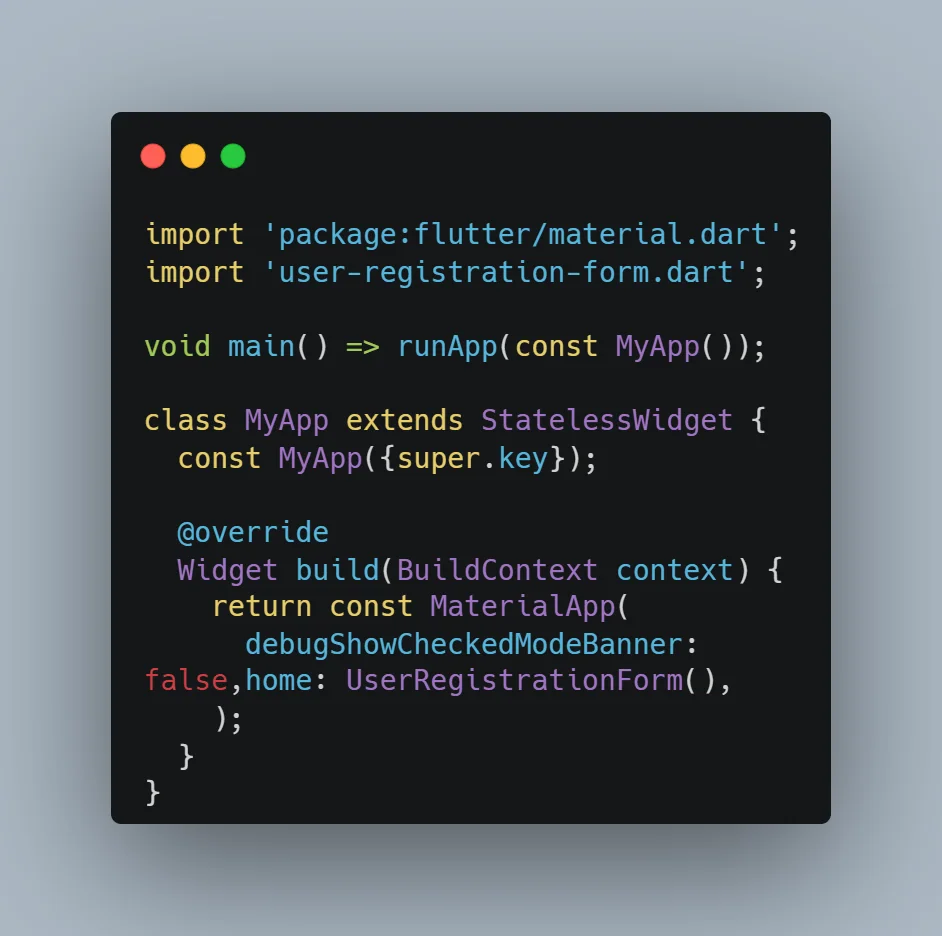 import 'package:flutter/material.dart';
import 'user-registration-form.dart';
void main() => runApp(const MyApp());
class MyApp extends StatelessWidget {
  const MyApp({super.key});
  @override
  Widget build(BuildContext context) {
    return const MaterialApp(
      debugShowCheckedModeBanner:
false,home: UserRegistrationForm(),
    );
  }
}